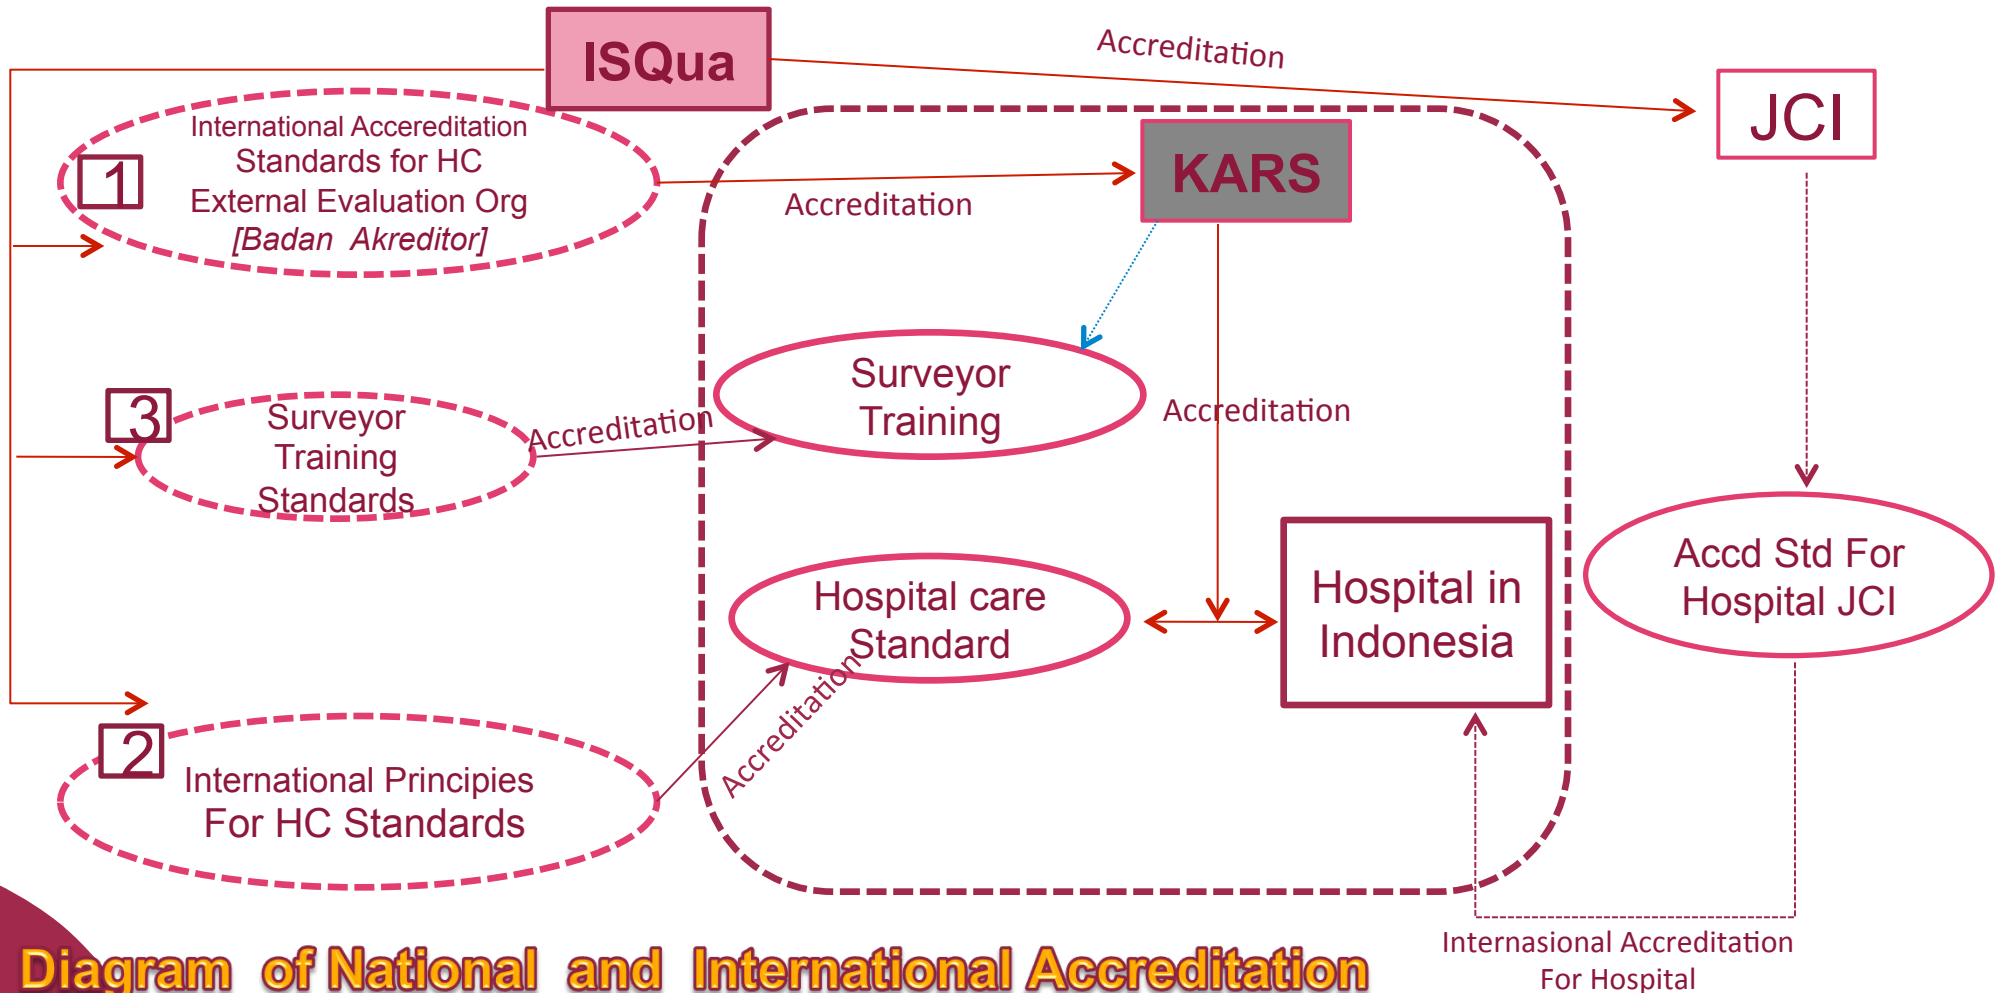 ISQua
Accreditation
JCI
International Accereditation
Standards for HC
External Evaluation Org
[Badan Akreditor]
1
Accreditation
KARS
3
Surveyor
Training
Standards
Accreditation
Surveyor
Training
Accreditation
Hospital care
Standard
Hospital in
Indonesia
Accd Std For
Hospital JCI
2
International Principies
For HC Standards
Accreditation
Internasional Accreditation
For Hospital
Diagram of National and International Accreditation